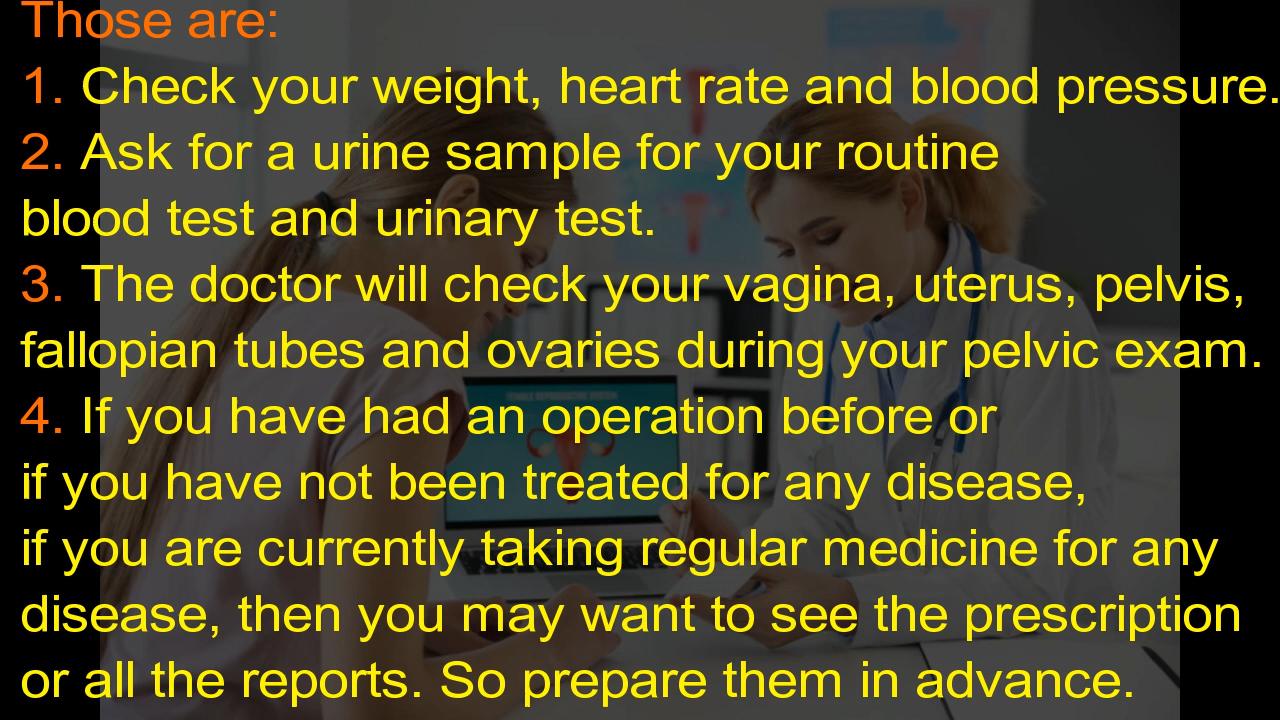 Those are:
1. Check your weight, heart rate and blood pressure.
2. Ask for a urine sample for your routine
blood test and urinary test.
3. The doctor will check your vagina, uterus, pelvis,
fallopian tubes and ovaries during your pelvic exam.
4. If you have had an operation before or
if you have not been treated for any disease,
if you are currently taking regular medicine for any
disease, then you may want to see the prescription
or all the reports. So prepare them in advance.
FEMALE REPRODUCTIVE SYSTEM